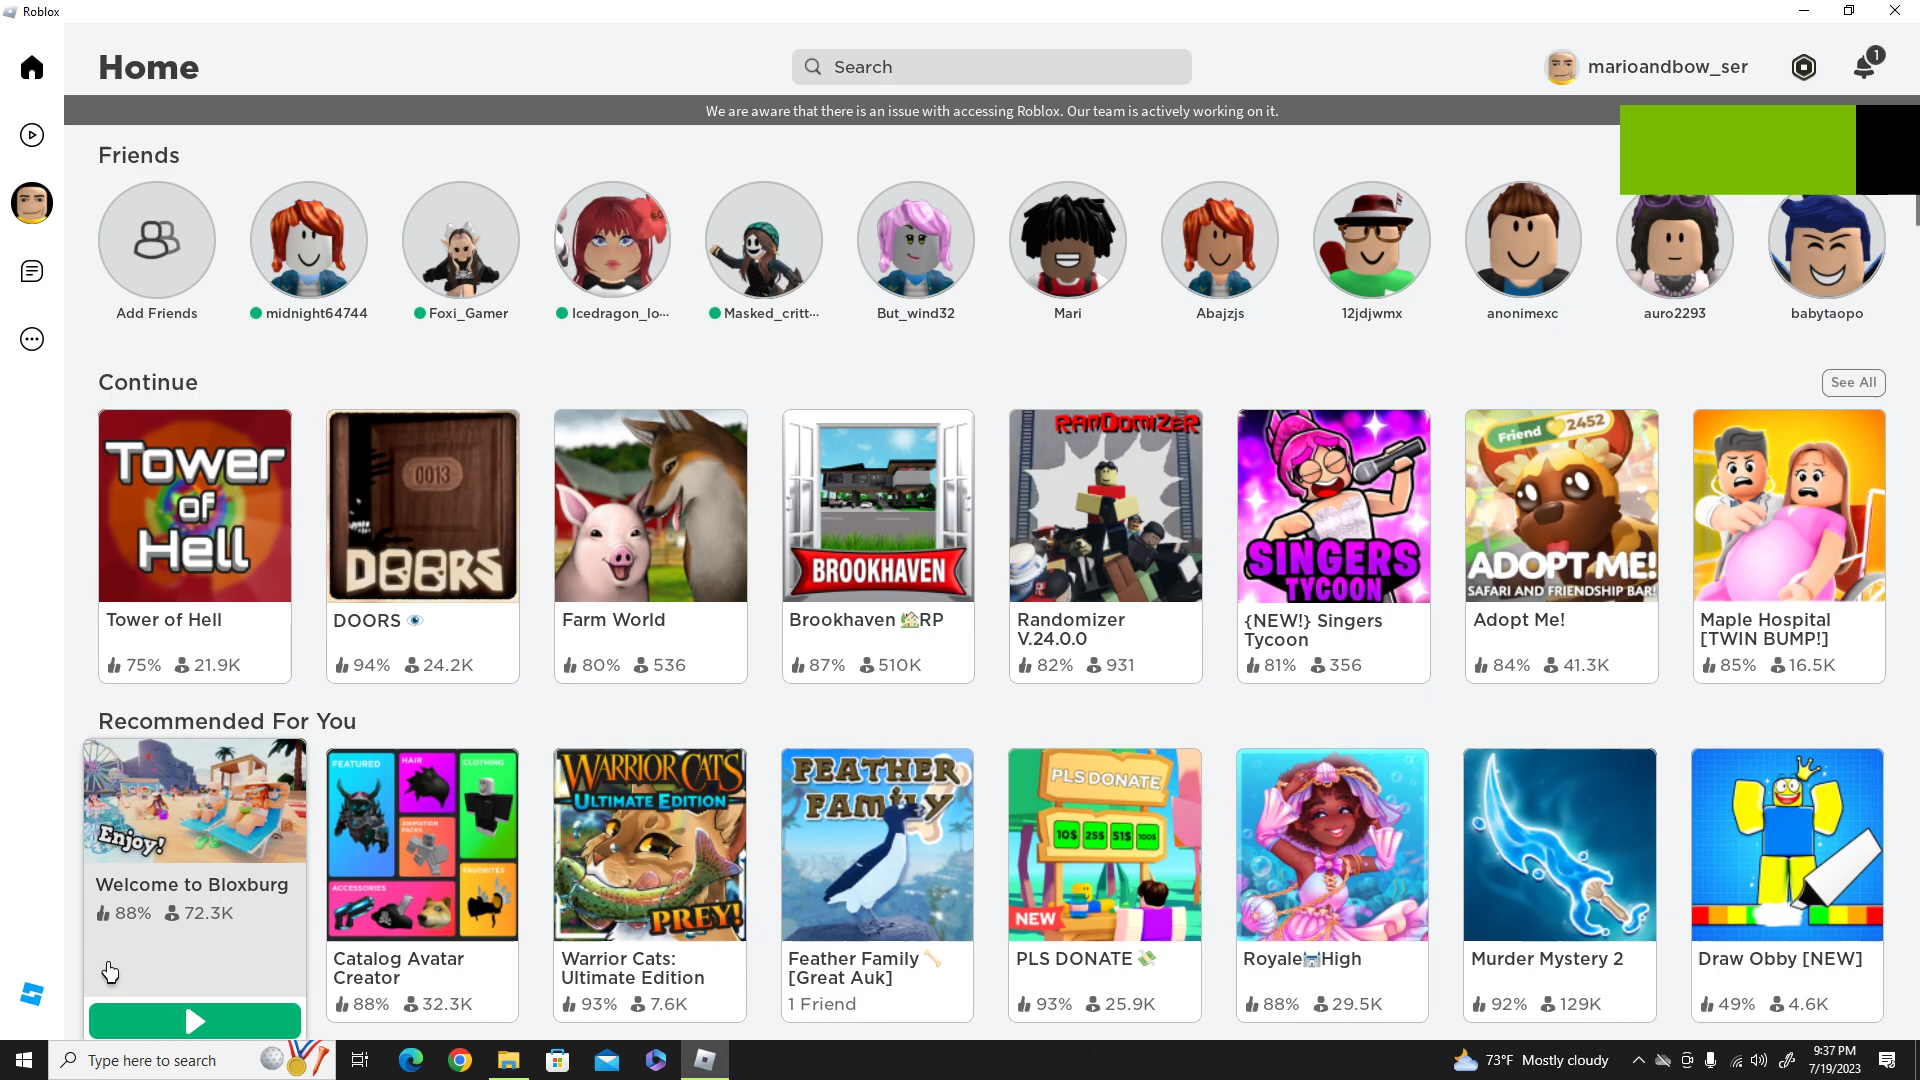 Roblox
Home
Search
marioandbow_ser
1
We are aware that there is an issue with accessing Roblox. Our team is actively working on it.
Friends
Add Friends
midnight64744
Foxi_Gamer
Icedragon_lo...
Masked_critt...
But_wind32
Mari
Abajzjs
12jdjwmx
anonimexc
auro2293
babytaopo
Continue
See All
Tower
of
Hell
0013
DOORS
BROOKHAVEN
RANDOMIZER
SINGERS
TYCOON
Friend 2452
ADOPT ME!
SAFARI AND FRIENDSHIP BAR!
Tower of Hell
75% 21.9K
DOORS 👁
94% 24.2K
Farm World
80% 536
Brookhaven 🏡RP
87% 510K
Randomizer
V.24.0.0
82% 931
{NEW!} Singers
Tycoon
81% 356
Adopt Me!
84% 41.3K
Maple Hospital
[TWIN BUMP!]
85% 16.5K
Recommended For You
Enjoy!
Welcome to Bloxburg
88% 72.3K
FEATURED
HAIR
CLOTHING
ANIMATION
PACKS
FAVORITES
ACCESSORIES
Catalog Avatar
Creator
88% 32.3K
WARRIOR CATS
ULTIMATE EDITION
PREY!
Warrior Cats:
Ultimate Edition
93% 7.6K
FEATHER
FAMILY
Feather Family 🦴
[Great Auk]
1 Friend
PLS DONATE
10$ 25$ 51$ 100$
NEW
PLS DONATE 💸
93% 25.9K
Royale🏰High
88% 29.5K
Murder Mystery 2
92% 129K
Draw Obby [NEW]
49% 4.6K
Type here to search
73°F Mostly cloudy
9:37 PM
7/19/2023